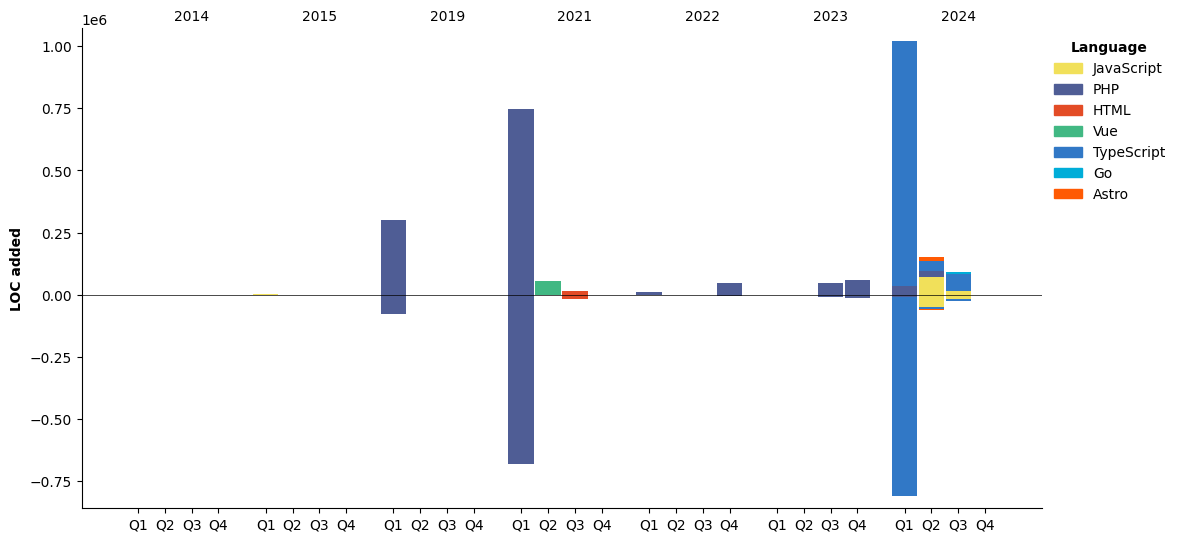 2014 2015 2019 2021 2022 2023 2024
1e6
1.00
0.75
0.50
0.25
0.00
−0.25
−0.50
−0.75
LOC added
Q1 Q2 Q3 Q4 Q1 Q2 Q3 Q4 Q1 Q2 Q3 Q4 Q1 Q2 Q3 Q4 Q1 Q2 Q3 Q4 Q1 Q2 Q3 Q4 Q1 Q2 Q3 Q4
Language
JavaScript
PHP
HTML
Vue
TypeScript
Go
Astro